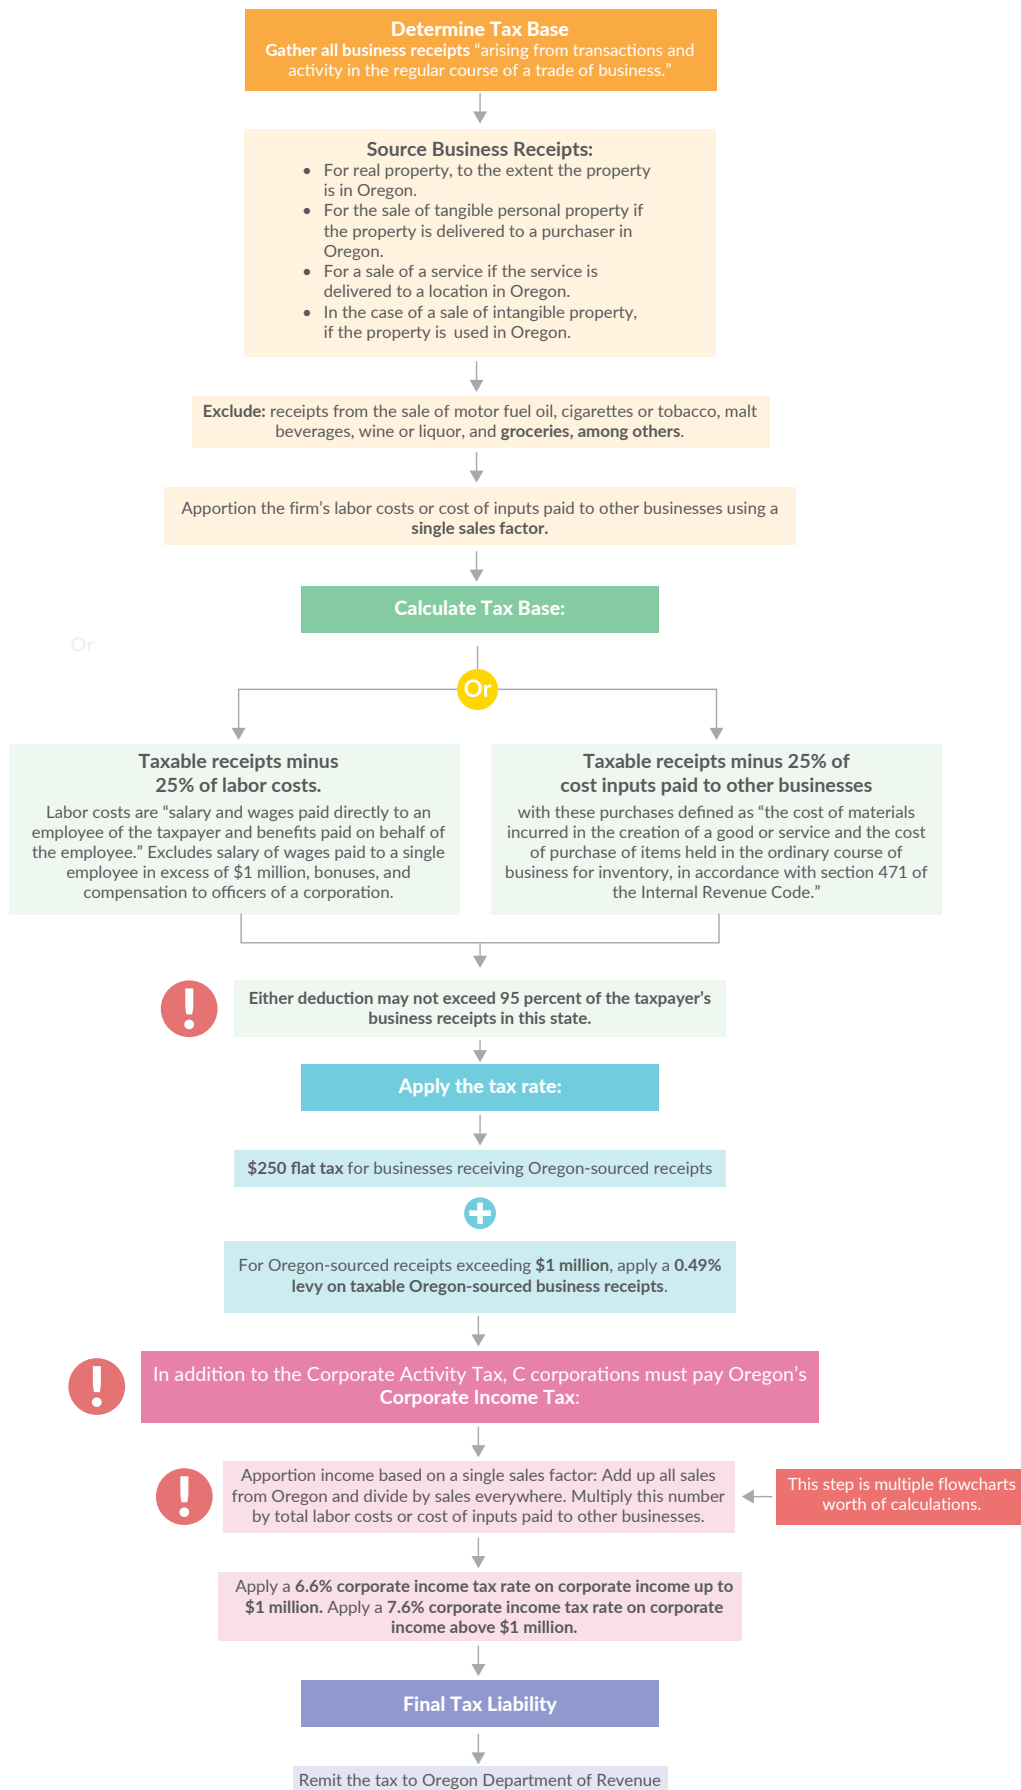 Determine Tax Base
Gather all business receipts “arising from transactions and
activity in the regular course of a trade of business.”
Source Business Receipts:
• For real property, to the extent the property
is in Oregon.
• For the sale of tangible personal property if
the property is delivered to a purchaser in
Oregon.
• For a sale of a service if the service is
delivered to a location in Oregon.
• In the case of a sale of intangible property,
if the property is used in Oregon.
Exclude: receipts from the sale of motor fuel oil, cigarettes or tobacco, malt
beverages, wine or liquor, and groceries, among others.
Apportion the firm’s labor costs or cost of inputs paid to other businesses using a
single sales factor.
Calculate Tax Base:
Or
Or
Taxable receipts minus
25% of labor costs.
Labor costs are “salary and wages paid directly to an
employee of the taxpayer and benefits paid on behalf of
the employee.” Excludes salary of wages paid to a single
employee in excess of $1 million, bonuses, and
compensation to officers of a corporation.
Taxable receipts minus 25% of
cost inputs paid to other businesses
with these purchases defined as “the cost of materials
incurred in the creation of a good or service and the cost
of purchase of items held in the ordinary course of
business for inventory, in accordance with section 471 of
the Internal Revenue Code.”
!
Either deduction may not exceed 95 percent of the taxpayer’s
business receipts in this state.
Apply the tax rate:
$250 flat tax for businesses receiving Oregon-sourced receipts
+
For Oregon-sourced receipts exceeding $1 million, apply a 0.49%
levy on taxable Oregon-sourced business receipts.
!
In addition to the Corporate Activity Tax, C corporations must pay Oregon’s
Corporate Income Tax:
!
Apportion income based on a single sales factor: Add up all sales
from Oregon and divide by sales everywhere. Multiply this number
by total labor costs or cost of inputs paid to other businesses.
This step is multiple flowcharts
worth of calculations.
Apply a 6.6% corporate income tax rate on corporate income up to
$1 million. Apply a 7.6% corporate income tax rate on corporate
income above $1 million.
Final Tax Liability
Remit the tax to Oregon Department of Revenue